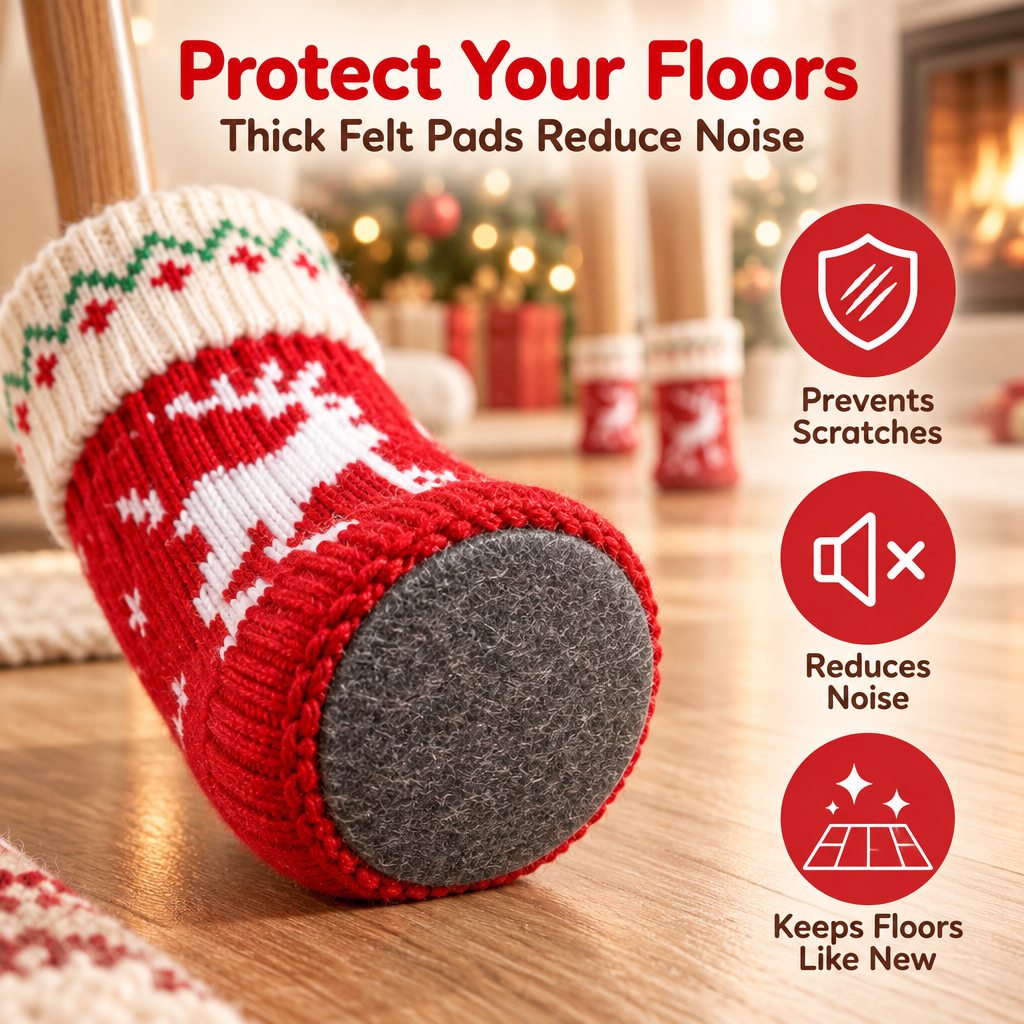 Protect Your Floors
Thick Felt Pads Reduce Noise
Prevents
Scratches
Reduces
Noise
Keeps Floors
Like New